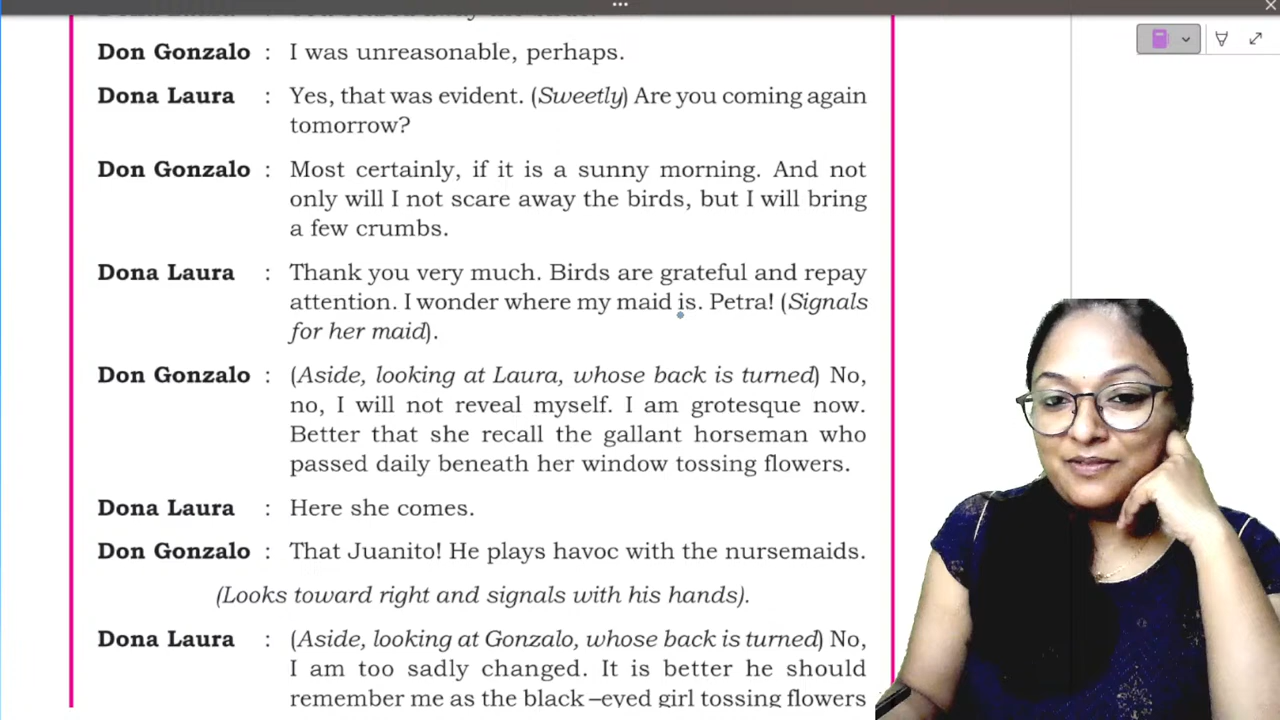 Don Gonzalo : I was unreasonable, perhaps.
Dona Laura : Yes, that was evident. (Sweetly) Are you coming again
tomorrow?
Don Gonzalo : Most certainly, if it is a sunny morning. And not
only will I not scare away the birds, but I will bring
a few crumbs.
Dona Laura : Thank you very much. Birds are grateful and repay
attention. I wonder where my maid is. Petra! (Signals
for her maid).
Don Gonzalo : (Aside, looking at Laura, whose back is turned) No,
no, I will not reveal myself. I am grotesque now.
Better that she recall the gallant horseman who
passed daily beneath her window tossing flowers.
Dona Laura : Here she comes.
Don Gonzalo : That Juanito! He plays havoc with the nursemaids.
(Looks toward right and signals with his hands).
Dona Laura : (Aside, looking at Gonzalo, whose back is turned) No,
I am too sadly changed. It is better he should
remember me as the black –eyed girl tossing flowers